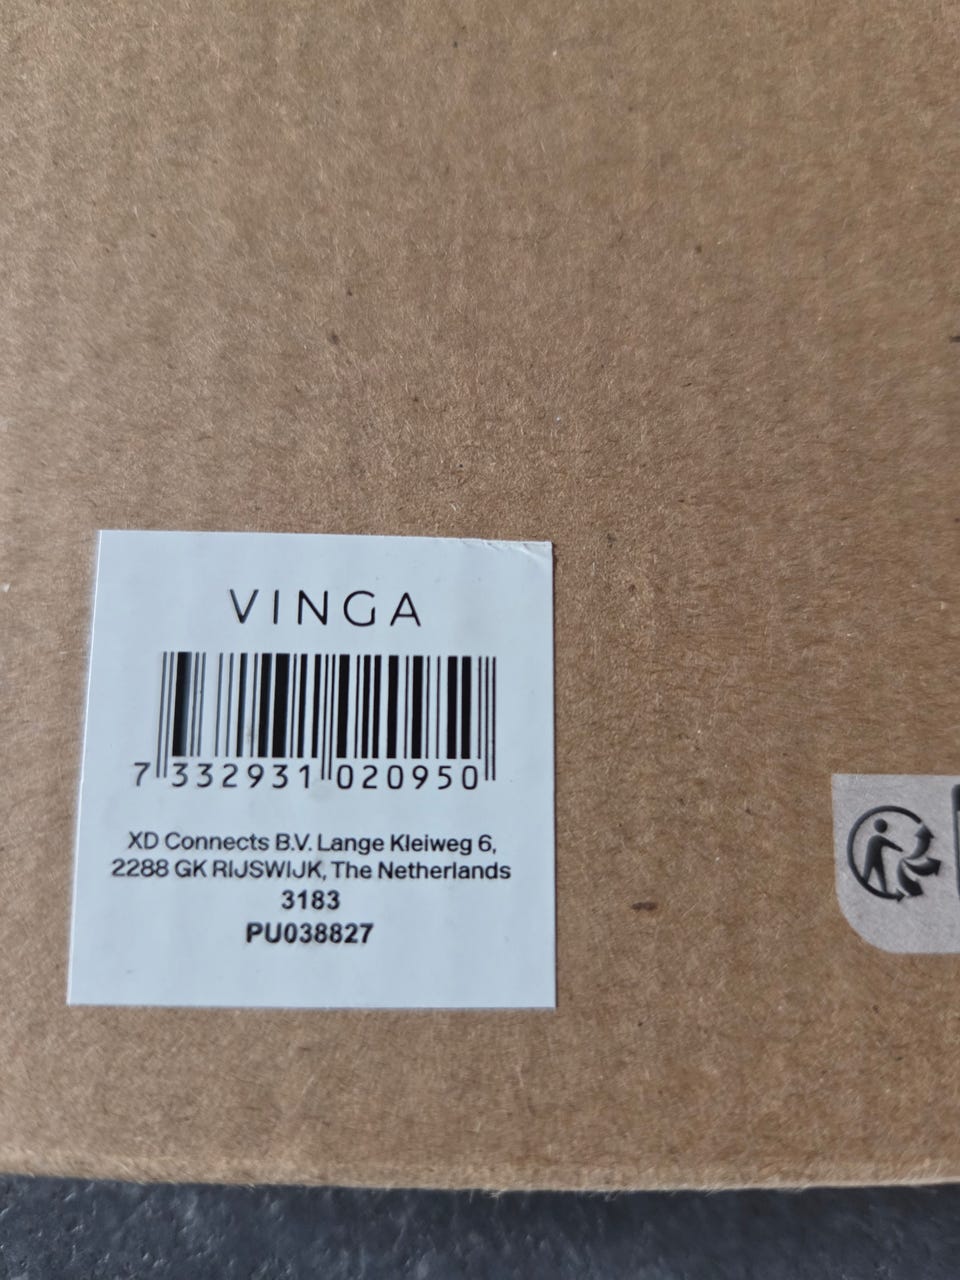 VINGA
7 332931 020950
XD Connects B.V. Lange Kleiweg 6,
2288 GK RIJSWIJK, The Netherlands
3183
PU038827